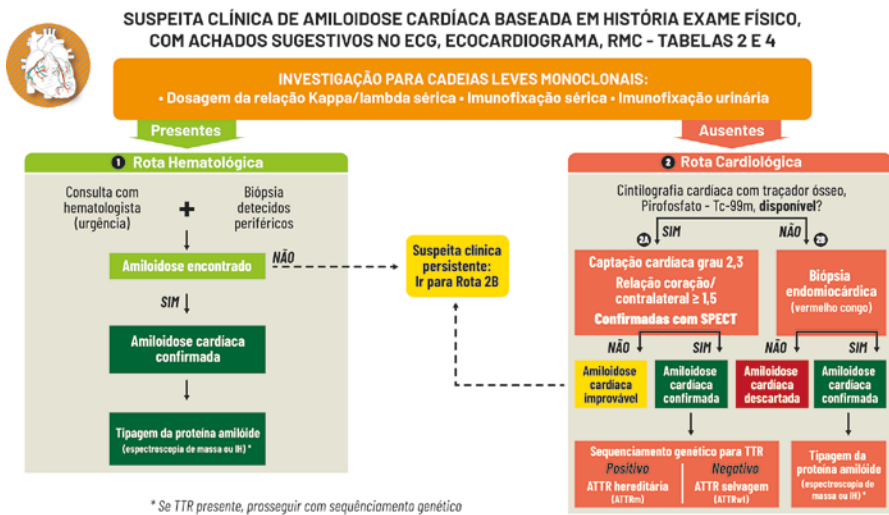 SUSPEITA CLÍNICA DE AMILOIDOSE CARDÍACA BASEADA EM HISTÓRIA EXAME FÍSICO,
COM ACHADOS SUGESTIVOS NO ECG, ECOCARDIOGRAMA, RMC - TABELAS 2 E 4
INVESTIGAÇÃO PARA CADEIAS LEVES MONOCLONAIS:
• Dosagem da relação Kappa/lambda sérica • Imunofixação sérica • Imunofixação urinária
Presentes
Ausentes
1 Rota Hematológica
Consulta com
hematologista
(urgência)
+
Biópsia
detecidos
periféricos
Amiloidose encontrado
NÃO
SIM
Amiloidose cardíaca
confirmada
Tipagem da proteína amilóide
(espectroscopia de massa ou IH) *
Suspeita clínica
persistente:
Ir para Rota 2B
2 Rota Cardiológica
Cintilografia cardíaca com traçador ósseo,
Pirofosfato - Tc-99m, disponível?
2A
SIM
NÃO
2B
Captação cardíaca grau 2,3
Relação coração/
contralateral ≥ 1,5
Confirmadas com SPECT
Biópsia
endomiocárdica
(vermelho congo)
NÃO
SIM
NÃO
SIM
Amiloidose
cardíaca
improvável
Amiloidose
cardíaca
confirmada
Amiloidose
cardíaca
descartada
Amiloidose
cardíaca
confirmada
Sequenciamento genético para TTR
Positivo
ATTR hereditária
(ATTRm)
Negativo
ATTR selvagem
(ATTRwt)
Tipagem da
proteína amilóide
(espectroscopia de
massa ou IH) *
* Se TTR presente, prosseguir com sequênciamento genético